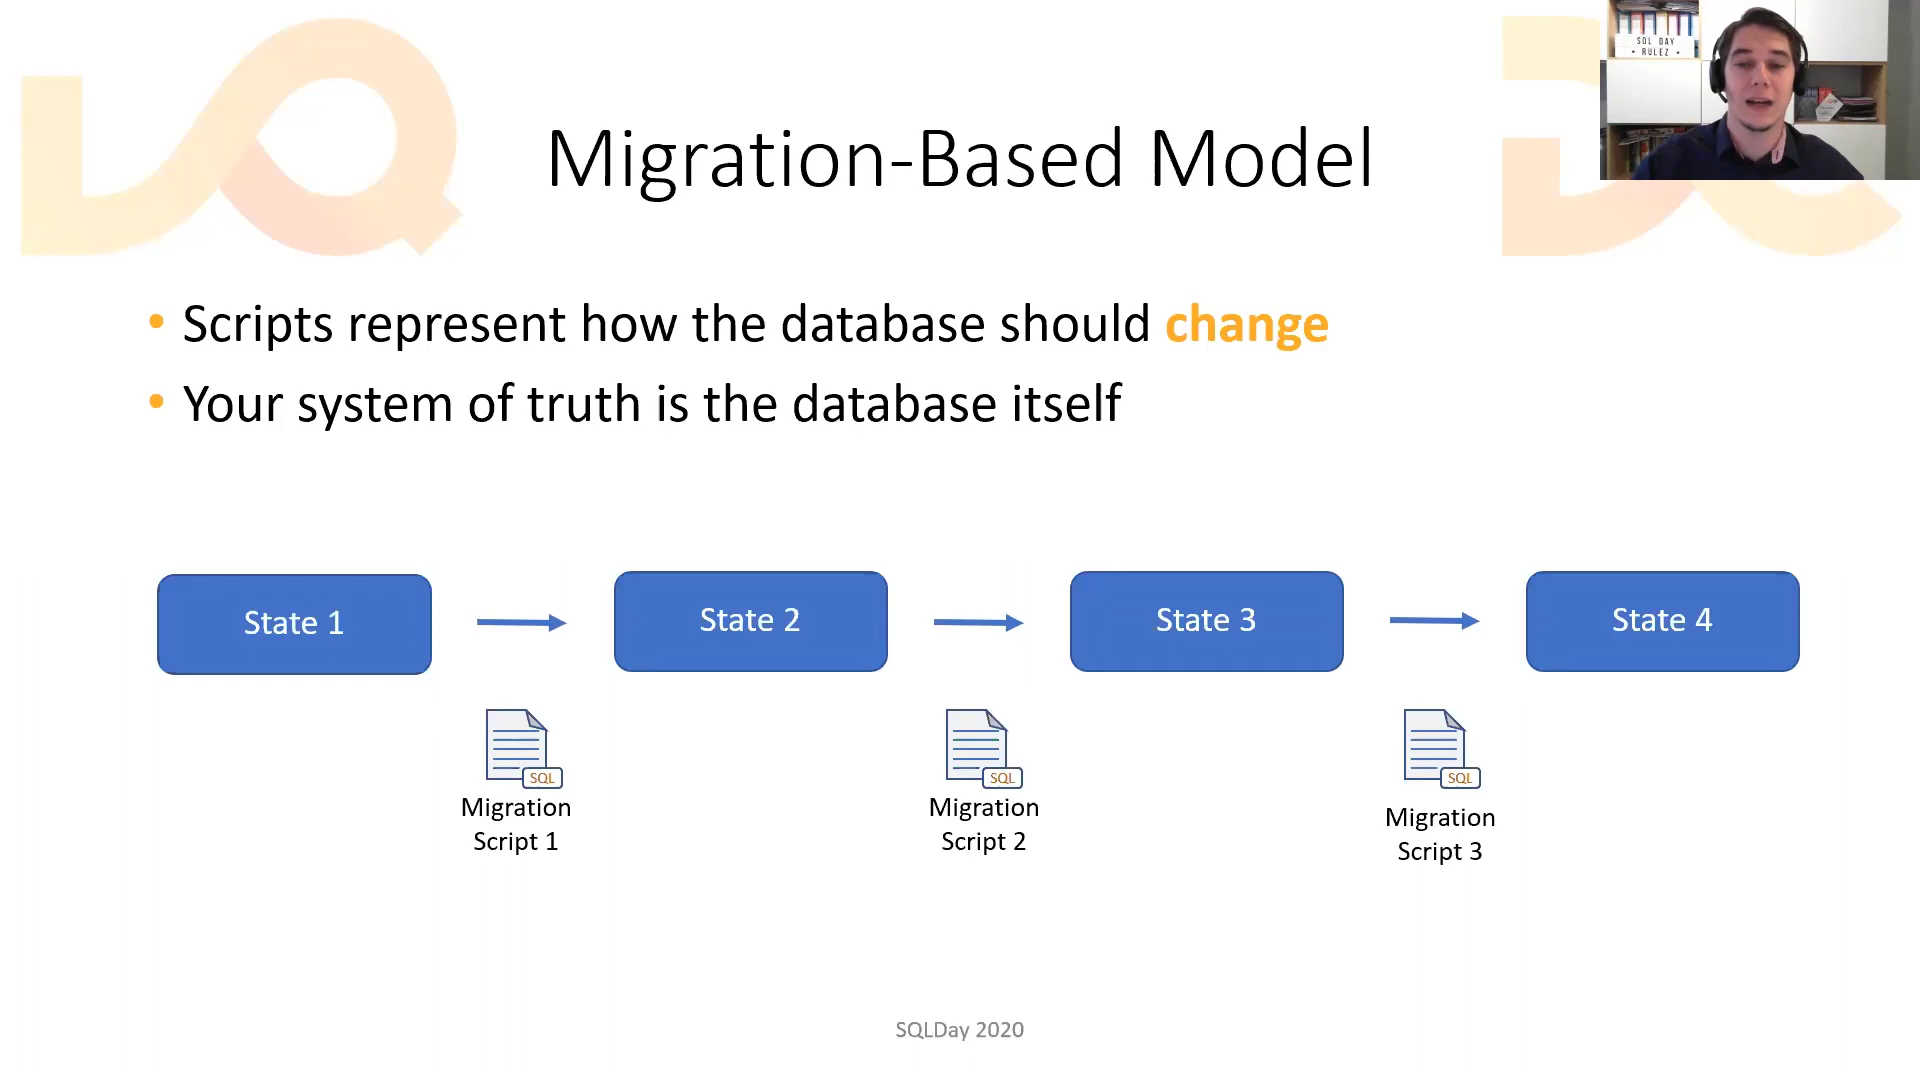 SQL DAY
★ RULEZ ★
Migration-Based Model
• Scripts represent how the database should change
• Your system of truth is the database itself
State 1
State 2
State 3
State 4
SQL
SQL
SQL
Migration
Script 1
Migration
Script 2
Migration
Script 3
SQLDay 2020